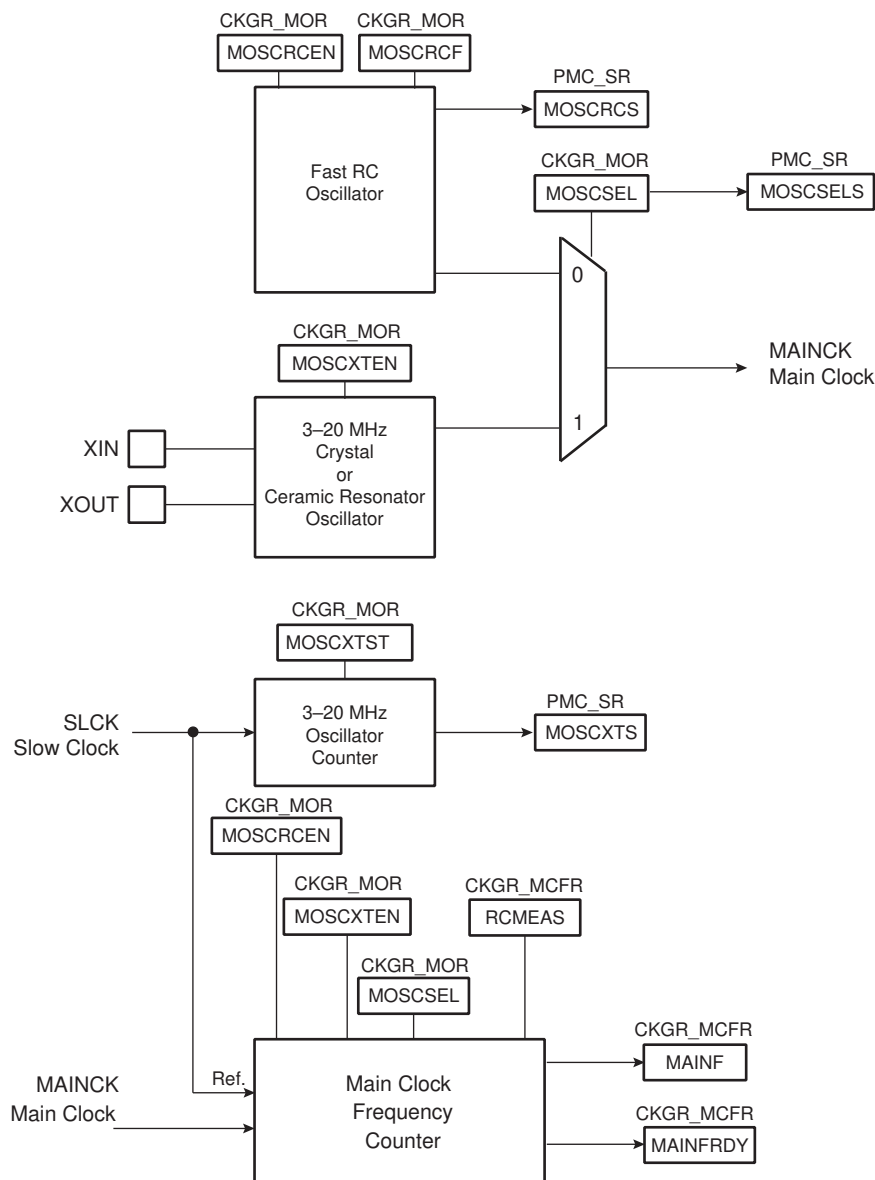 CKGR_MOR CKGR_MOR
MOSCRCEN MOSCRCF
PMC_SR
MOSCRCS
Fast RC
Oscillator
CKGR_MOR
MOSCSEL
PMC_SR
MOSCSELS
0
1
MAINCK
Main Clock
CKGR_MOR
MOSCXTEN
XIN
XOUT
3–20 MHz
Crystal
or
Ceramic Resonator
Oscillator
CKGR_MOR
MOSCXTST
SLCK
Slow Clock
3–20 MHz
Oscillator
Counter
PMC_SR
MOSCXTS
CKGR_MOR
MOSCRCEN
CKGR_MOR
MOSCXTEN
CKGR_MCFR
RCMEAS
CKGR_MOR
MOSCSEL
MAINCK
Main Clock
Ref.
Main Clock
Frequency
Counter
CKGR_MCFR
MAINF
CKGR_MCFR
MAINFRDY